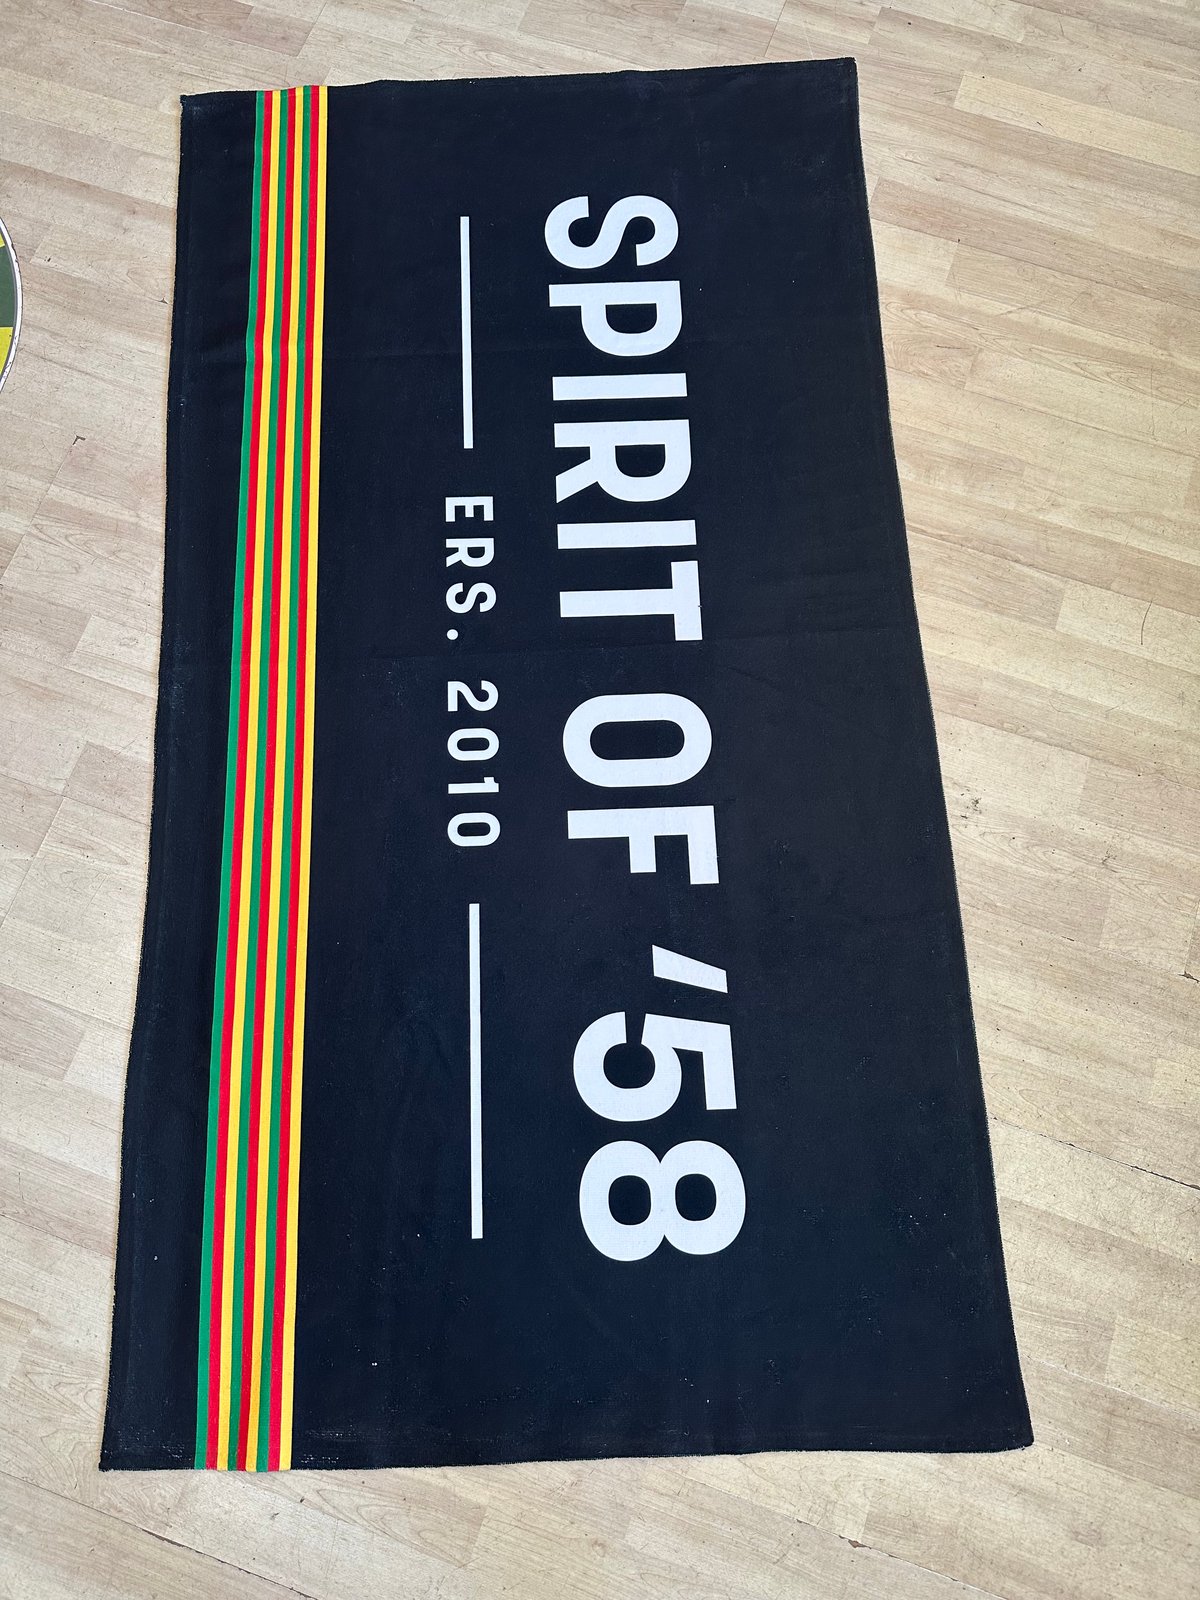 SPIRIT OF '58
ERS. 2010